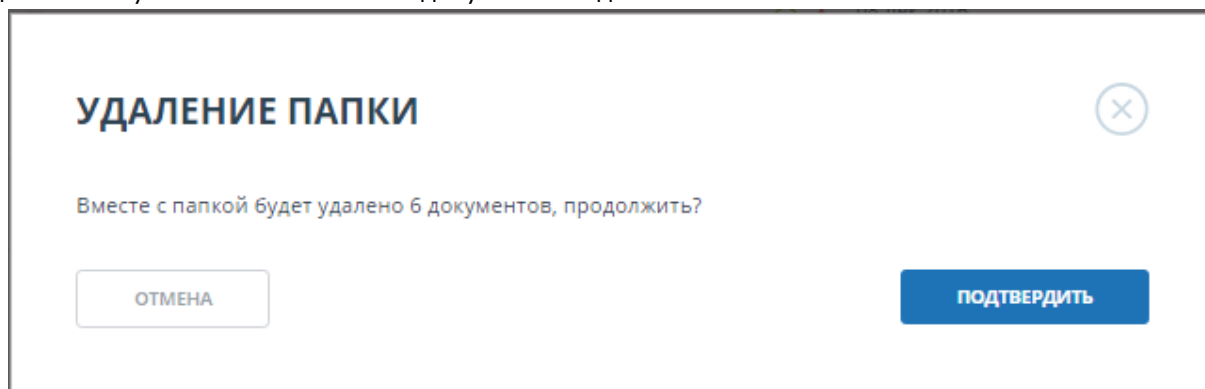 УДАЛЕНИЕ ПАПКИ
Вместе с папкой будет удалено 6 документов, продолжить?
ОТМЕНА
ПОДТВЕРДИТЬ